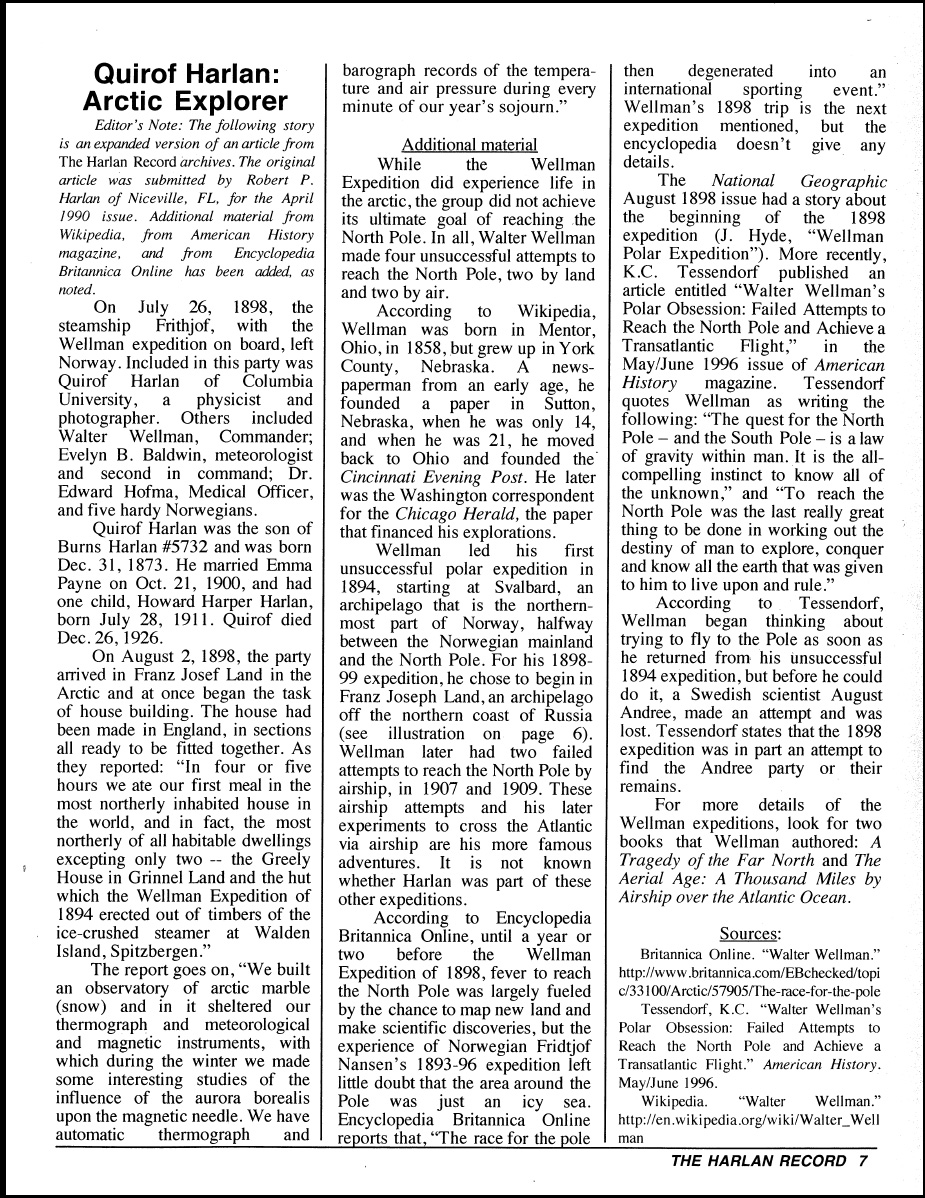 Quirof Harlan:
Arctic Explorer
Editor's Note: The following story
is an expanded version of an article from
The Harlan Record archives. The original
article was submitted by Robert P.
Harlan of Niceville, FL, for the April
1990 issue. Additional material from
Wikipedia, from American History
magazine, and from Encyclopedia
Britannica Online has been added, as
noted.
On July 26, 1898, the
steamship Frithjof, with the
Wellman expedition on board, left
Norway. Included in this party was
Quirof Harlan of Columbia
University, a physicist and
photographer. Others included
Walter Wellman, Commander;
Evelyn B. Baldwin, meteorologist
and second in command; Dr.
Edward Hofma, Medical Officer,
and five hardy Norwegians.
Quirof Harlan was the son of
Burns Harlan #5732 and was born
Dec. 31, 1873. He married Emma
Payne on Oct. 21, 1900, and had
one child, Howard Harper Harlan,
born July 28, 1911. Quirof died
Dec. 26, 1926.
On August 2, 1898, the party
arrived in Franz Josef Land in the
Arctic and at once began the task
of house building. The house had
been made in England, in sections
all ready to be fitted together. As
they reported: “In four or five
hours we ate our first meal in the
most northerly inhabited house in
the world, and in fact, the most
northerly of all habitable dwellings
excepting only two -- the Greely
House in Grinnel Land and the hut
which the Wellman Expedition of
1894 erected out of timbers of the
ice-crushed steamer at Walden
Island, Spitzbergen.”
The report goes on, “We built
an observatory of arctic marble
(snow) and in it sheltered our
thermograph and meteorological
and magnetic instruments, with
which during the winter we made
some interesting studies of the
influence of the aurora borealis
upon the magnetic needle. We have
automatic thermograph and
barograph records of the tempera-
ture and air pressure during every
minute of our year's sojourn.”
Additional material
While the Wellman
Expedition did experience life in
the arctic, the group did not achieve
its ultimate goal of reaching the
North Pole. In all, Walter Wellman
made four unsuccessful attempts to
reach the North Pole, two by land
and two by air.
According to Wikipedia,
Wellman was born in Mentor,
Ohio, in 1858, but grew up in York
County, Nebraska. A news-
paperman from an early age, he
founded a paper in Sutton,
Nebraska, when he was only 14,
and when he was 21, he moved
back to Ohio and founded the
Cincinnati Evening Post. He later
was the Washington correspondent
for the Chicago Herald, the paper
that financed his explorations.
Wellman led his first
unsuccessful polar expedition in
1894, starting at Svalbard, an
archipelago that is the northern-
most part of Norway, halfway
between the Norwegian mainland
and the North Pole. For his 1898-
99 expedition, he chose to begin in
Franz Joseph Land, an archipelago
off the northern coast of Russia
(see illustration on page 6).
Wellman later had two failed
attempts to reach the North Pole by
airship, in 1907 and 1909. These
airship attempts and his later
experiments to cross the Atlantic
via airship are his more famous
adventures. It is not known
whether Harlan was part of these
other expeditions.
According to Encyclopedia
Britannica Online, until a year or
two before the Wellman
Expedition of 1898, fever to reach
the North Pole was largely fueled
by the chance to map new land and
make scientific discoveries, but the
experience of Norwegian Fridtjof
Nansen's 1893-96 expedition left
little doubt that the area around the
Pole was just an icy sea.
Encyclopedia Britannica Online
reports that, “The race for the pole
then degenerated into an
international sporting event.”
Wellman's 1898 trip is the next
expedition mentioned, but the
encyclopedia doesn't give any
details.
The National Geographic
August 1898 issue had a story about
the beginning of the 1898
expedition (J. Hyde, “Wellman
Polar Expedition”). More recently,
K.C. Tessendorf published an
article entitled “Walter Wellman's
Polar Obsession: Failed Attempts to
Reach the North Pole and Achieve a
Transatlantic Flight,” in the
May/June 1996 issue of American
History magazine. Tessendorf
quotes Wellman as writing the
following: “The quest for the North
Pole – and the South Pole – is a law
of gravity within man. It is the all-
compelling instinct to know all of
the unknown,” and “To reach the
North Pole was the last really great
thing to be done in working out the
destiny of man to explore, conquer
and know all the earth that was given
to him to live upon and rule.”
According to Tessendorf,
Wellman began thinking about
trying to fly to the Pole as soon as
he returned from his unsuccessful
1894 expedition, but before he could
do it, a Swedish scientist August
Andree, made an attempt and was
lost. Tessendorf states that the 1898
expedition was in part an attempt to
find the Andree party or their
remains.
For more details of the
Wellman expeditions, look for two
books that Wellman authored: A
Tragedy of the Far North and The
Aerial Age: A Thousand Miles by
Airship over the Atlantic Ocean.
Sources:
Britannica Online. “Walter Wellman.”
http://www.britannica.com/EBchecked/topi
c/33100/Arctic/57905/The-race-for-the-pole
Tessendorf, K.C. “Walter Wellman's
Polar Obsession: Failed Attempts to
Reach the North Pole and Achieve a
Transatlantic Flight.” American History.
May/June 1996.
Wikipedia. “Walter Wellman.”
http://en.wikipedia.org/wiki/Walter_Well
man
THE HARLAN RECORD 7